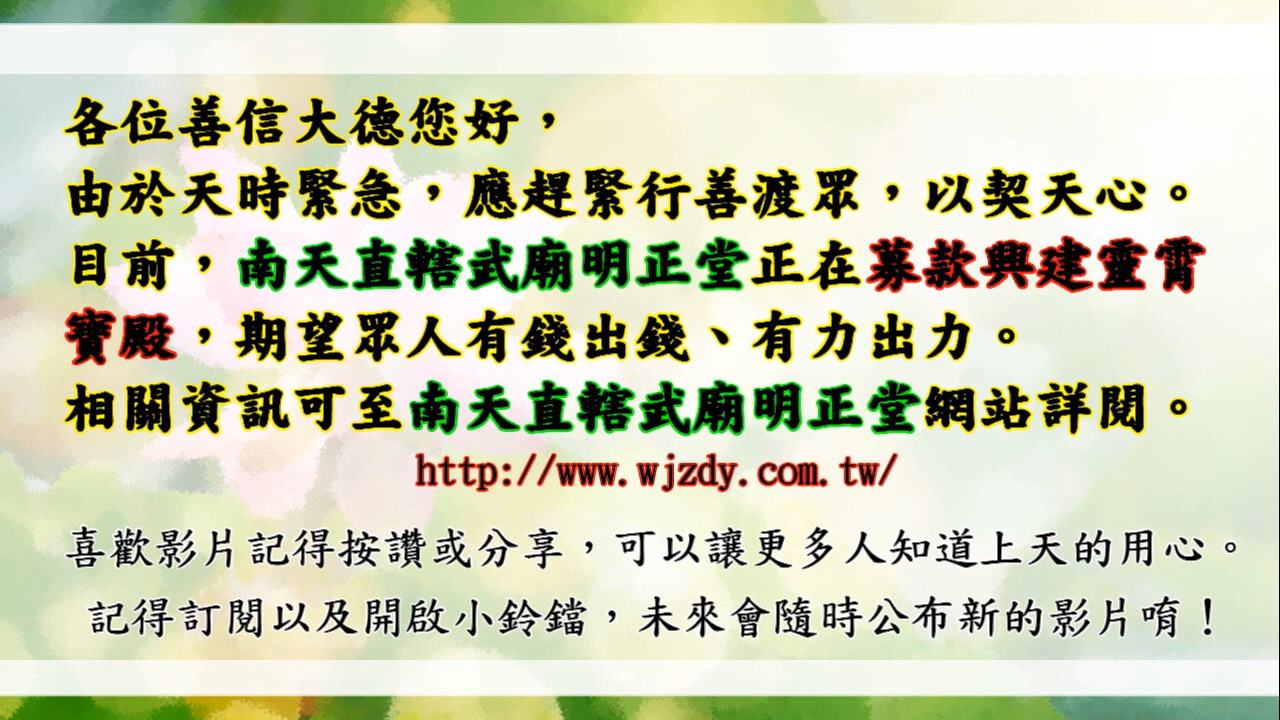 各位善信大德您好，
由於天時緊急，應趕緊行善渡眾，以契天心。
目前，南天直轄武廟明正堂正在募款興建靈霄
寶殿，期望眾人有錢出錢、有力出力。
相關資訊可至南天直轄武廟明正堂網站詳閱。
http://www.wjzdy.com.tw/
喜歡影片記得按讚或分享，可以讓更多人知道上天的用心。
記得訂閱以及開啟小鈴鐺，未來會隨時公布新的影片唷！